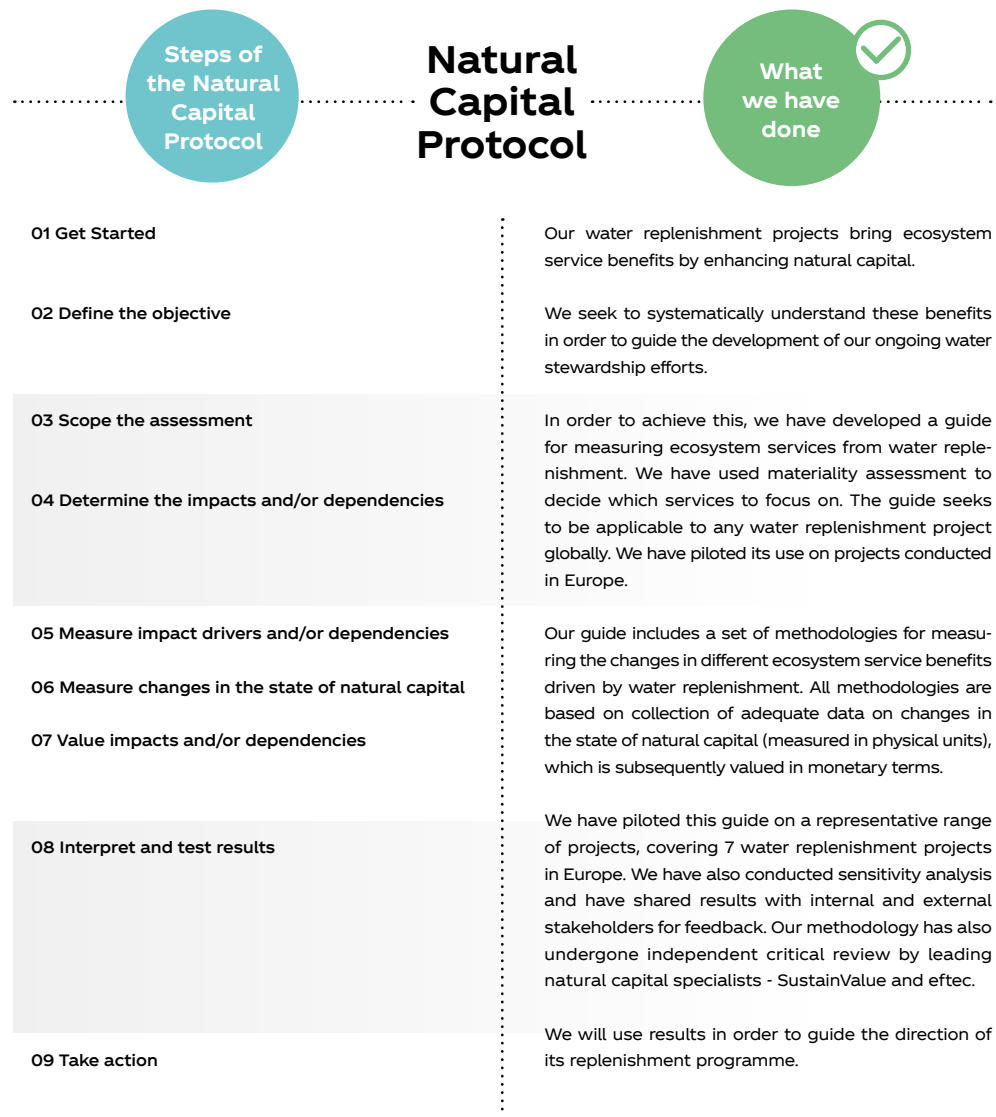 Steps of
the Natural
Capital
Protocol
Natural
Capital
Protocol
What
we have
done
01 Get Started
Our water replenishment projects bring ecosystem
service benefits by enhancing natural capital.
02 Define the objective
We seek to systematically understand these benefits
in order to guide the development of our ongoing water
stewardship efforts.
03 Scope the assessment
04 Determine the impacts and/or dependencies
In order to achieve this, we have developed a guide
for measuring ecosystem services from water reple-
nishment. We have used materiality assessment to
decide which services to focus on. The guide seeks
to be applicable to any water replenishment project
globally. We have piloted its use on projects conducted
in Europe.
05 Measure impact drivers and/or dependencies
06 Measure changes in the state of natural capital
07 Value impacts and/or dependencies
Our guide includes a set of methodologies for measu-
ring the changes in different ecosystem service benefits
driven by water replenishment. All methodologies are
based on collection of adequate data on changes in
the state of natural capital (measured in physical units),
which is subsequently valued in monetary terms.
08 Interpret and test results
We have piloted this guide on a representative range
of projects, covering 7 water replenishment projects
in Europe. We have also conducted sensitivity analysis
and have shared results with internal and external
stakeholders for feedback. Our methodology has also
undergone independent critical review by leading
natural capital specialists - SustainValue and eftec.
09 Take action
We will use results in order to guide the direction of
its replenishment programme.